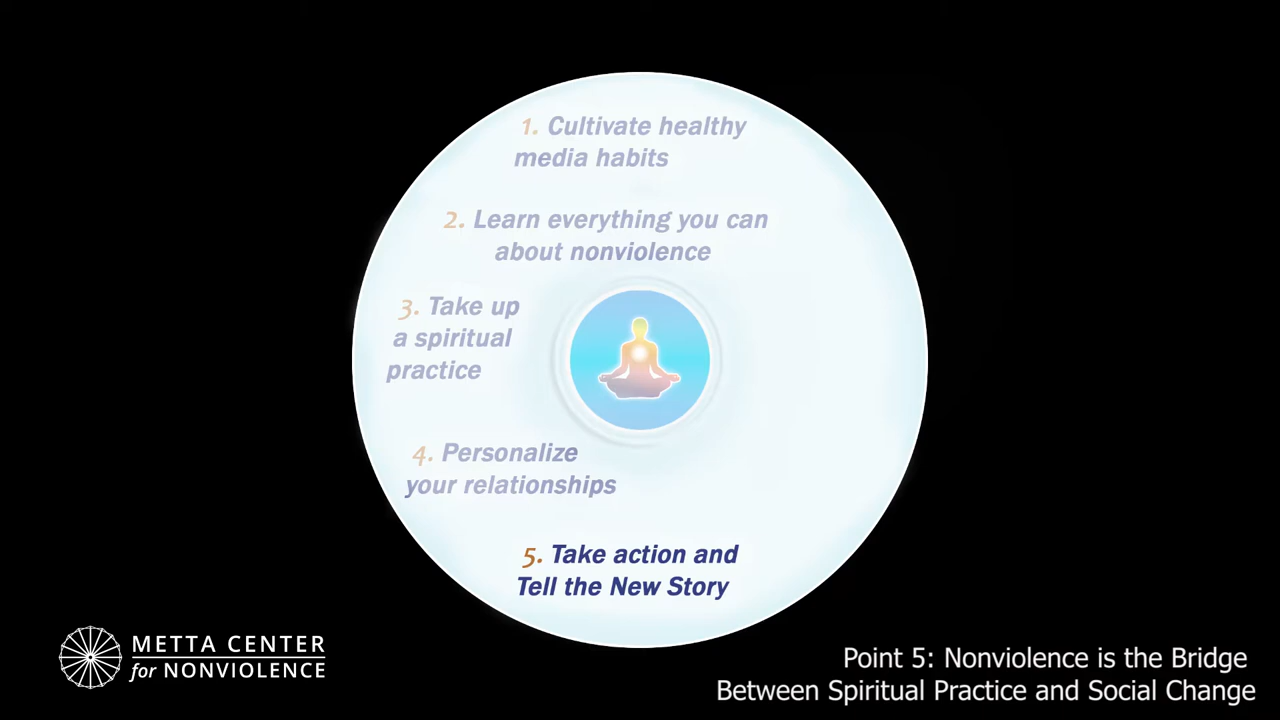 1. Cultivate healthy
media habits
2. Learn everything you can
about nonviolence
3. Take up
a spiritual
practice
4. Personalize
your relationships
5. Take action and
Tell the New Story
METTA CENTER
for NONVIOLENCE
Point 5: Nonviolence is the Bridge
Between Spiritual Practice and Social Change